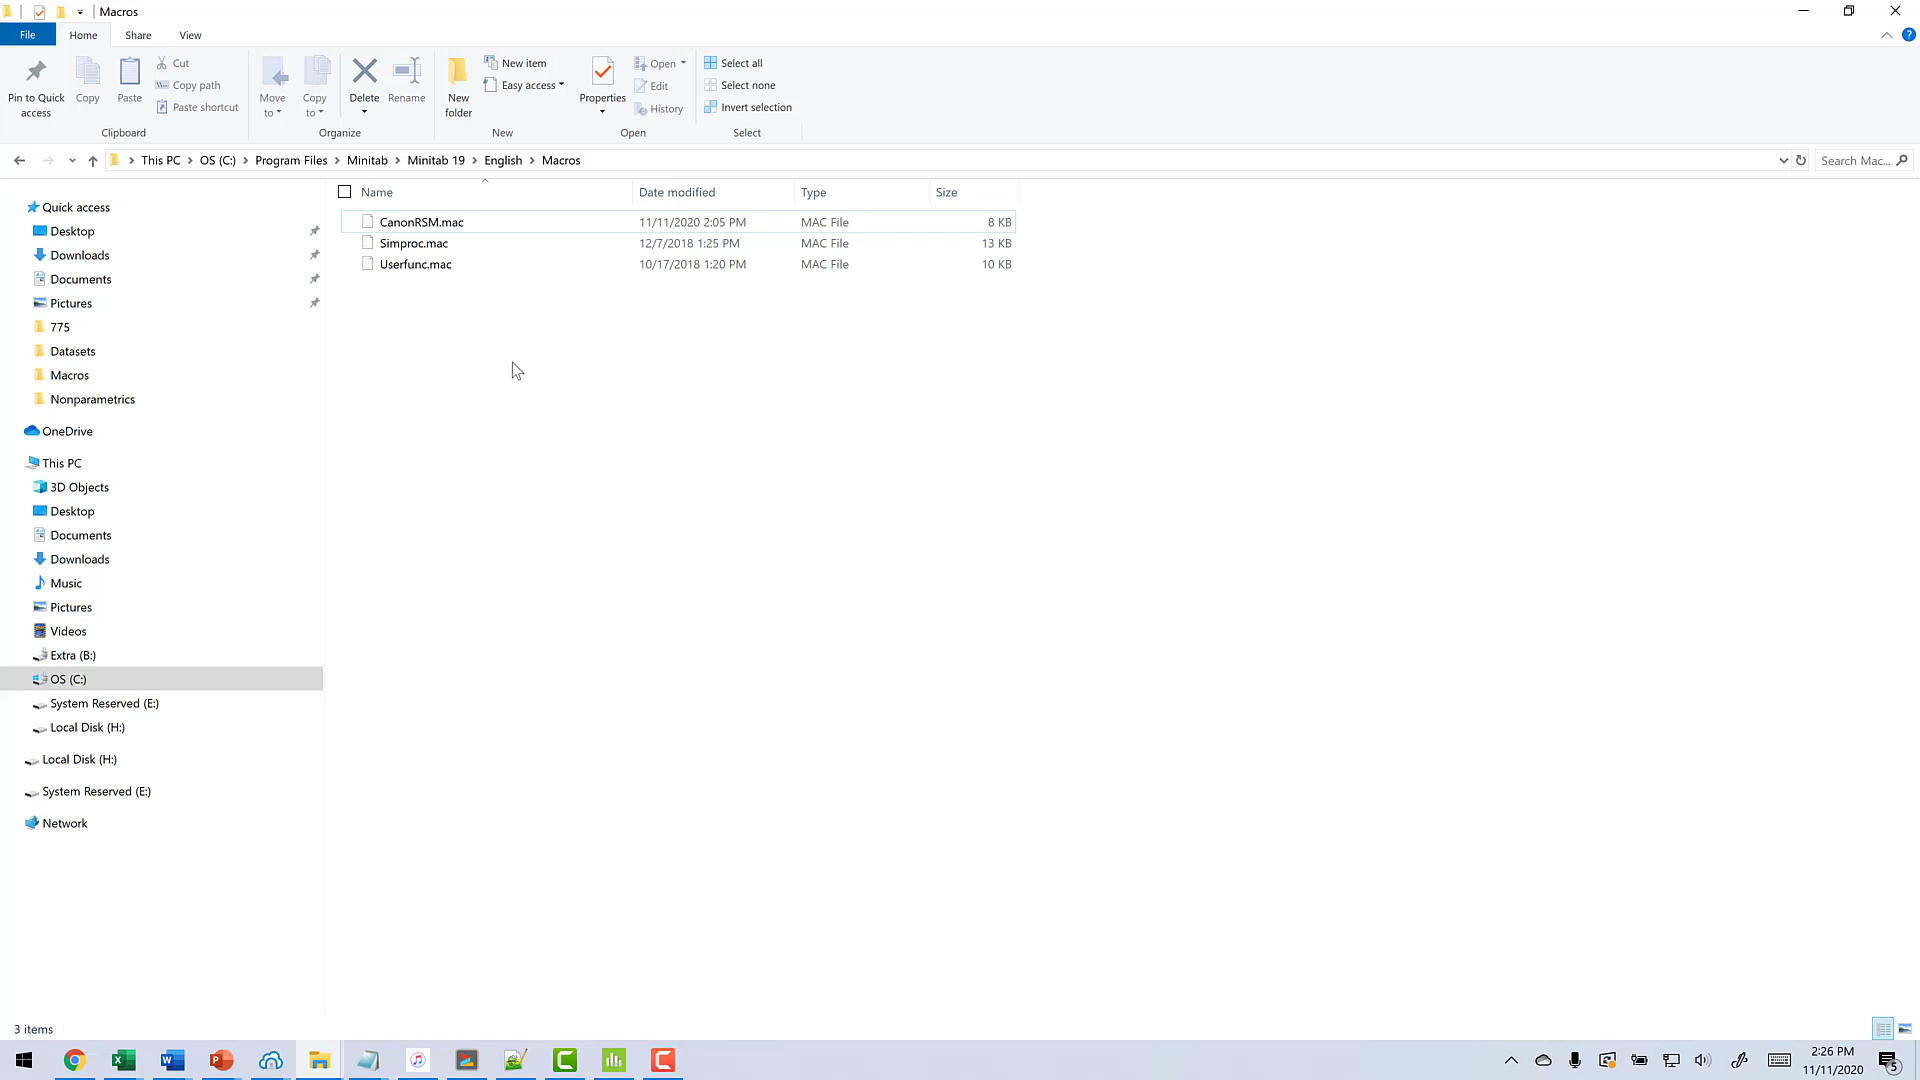 Macros
File Home Share View
Pin to Quick access
Copy
Paste
Cut
Copy path
Paste shortcut
Clipboard
Move to
Copy to
Delete
Rename
Organize
New folder
New item
Easy access
New
Properties
Open
Edit
History
Open
Select all
Select none
Invert selection
Select
This PC > OS (C:) > Program Files > Minitab > Minitab 19 > English > Macros
Search Mac...
Name Date modified Type Size
CanonRSM.mac 11/11/2020 2:05 PM MAC File 8 KB
Simproc.mac 12/7/2018 1:25 PM MAC File 13 KB
Userfunc.mac 10/17/2018 1:20 PM MAC File 10 KB
Quick access
Desktop
Downloads
Documents
Pictures
775
Datasets
Macros
Nonparametrics
OneDrive
This PC
3D Objects
Desktop
Documents
Downloads
Music
Pictures
Videos
Extra (B:)
OS (C:)
System Reserved (E:)
Local Disk (H:)
Local Disk (H:)
System Reserved (E:)
Network
3 items
2:26 PM
11/11/2020
5